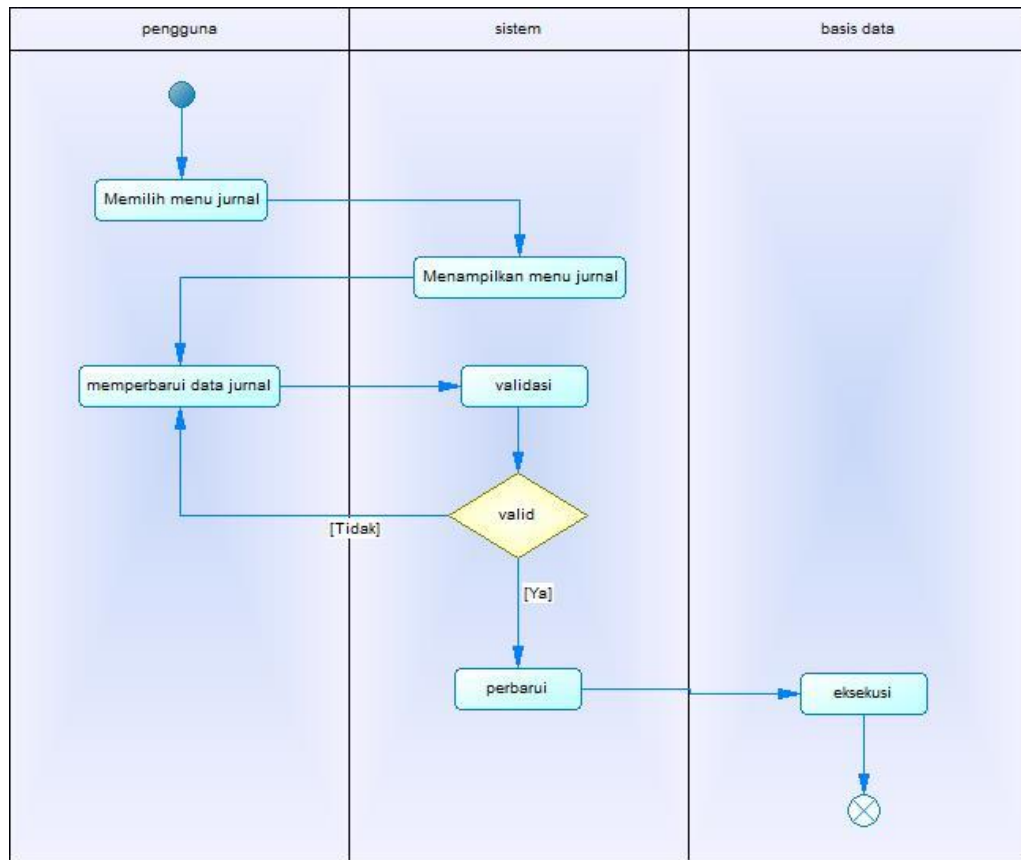 pengguna
sistem
basis data
Memilih menu jurnal
Menampilkan menu jurnal
memperbarui data jurnal
validasi
valid
[Tidak]
[Ya]
perbarui
eksekusi